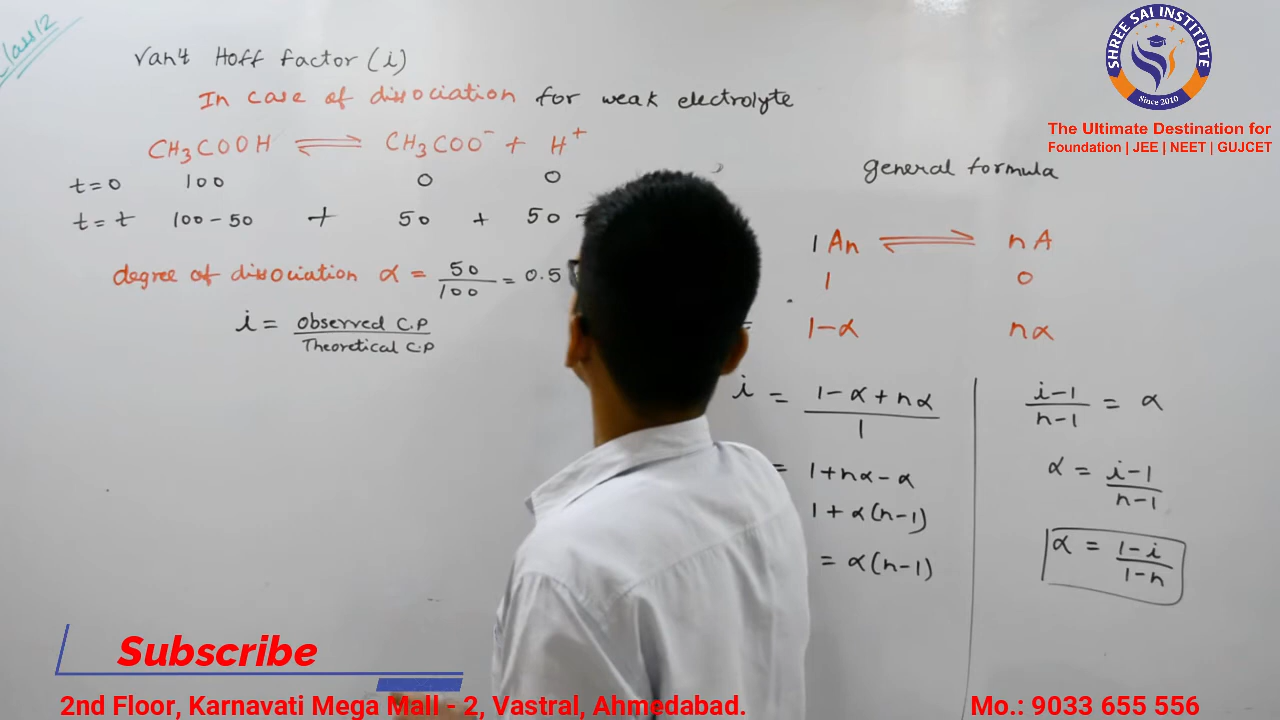 Class 12
Van't Hoff factor (i)
In case of dissociation for weak electrolyte
CH₃COOH ⇌ CH₃COO⁻ + H⁺
t=0 100 0 0
t=t 100-50 + 50 + 50
degree of dissociation α = 50/100 = 0.5
i = Observed C.P / Theoretical C.P
general formula
1 An ⇌ nA
1 0
1-α nα
i = 1-α+nα / 1
= 1+nα-α
1+α(n-1)
= α(n-1)
i-1 / n-1 = α
α = i-1 / n-1
α = 1-i / 1-n
SHREE SAI INSTITUTE
Since 2010
The Ultimate Destination for
Foundation | JEE | NEET | GUJCET
Subscribe
2nd Floor, Karnavati Mega Mall - 2, Vastral, Ahmedabad.
Mo.: 9033 655 556